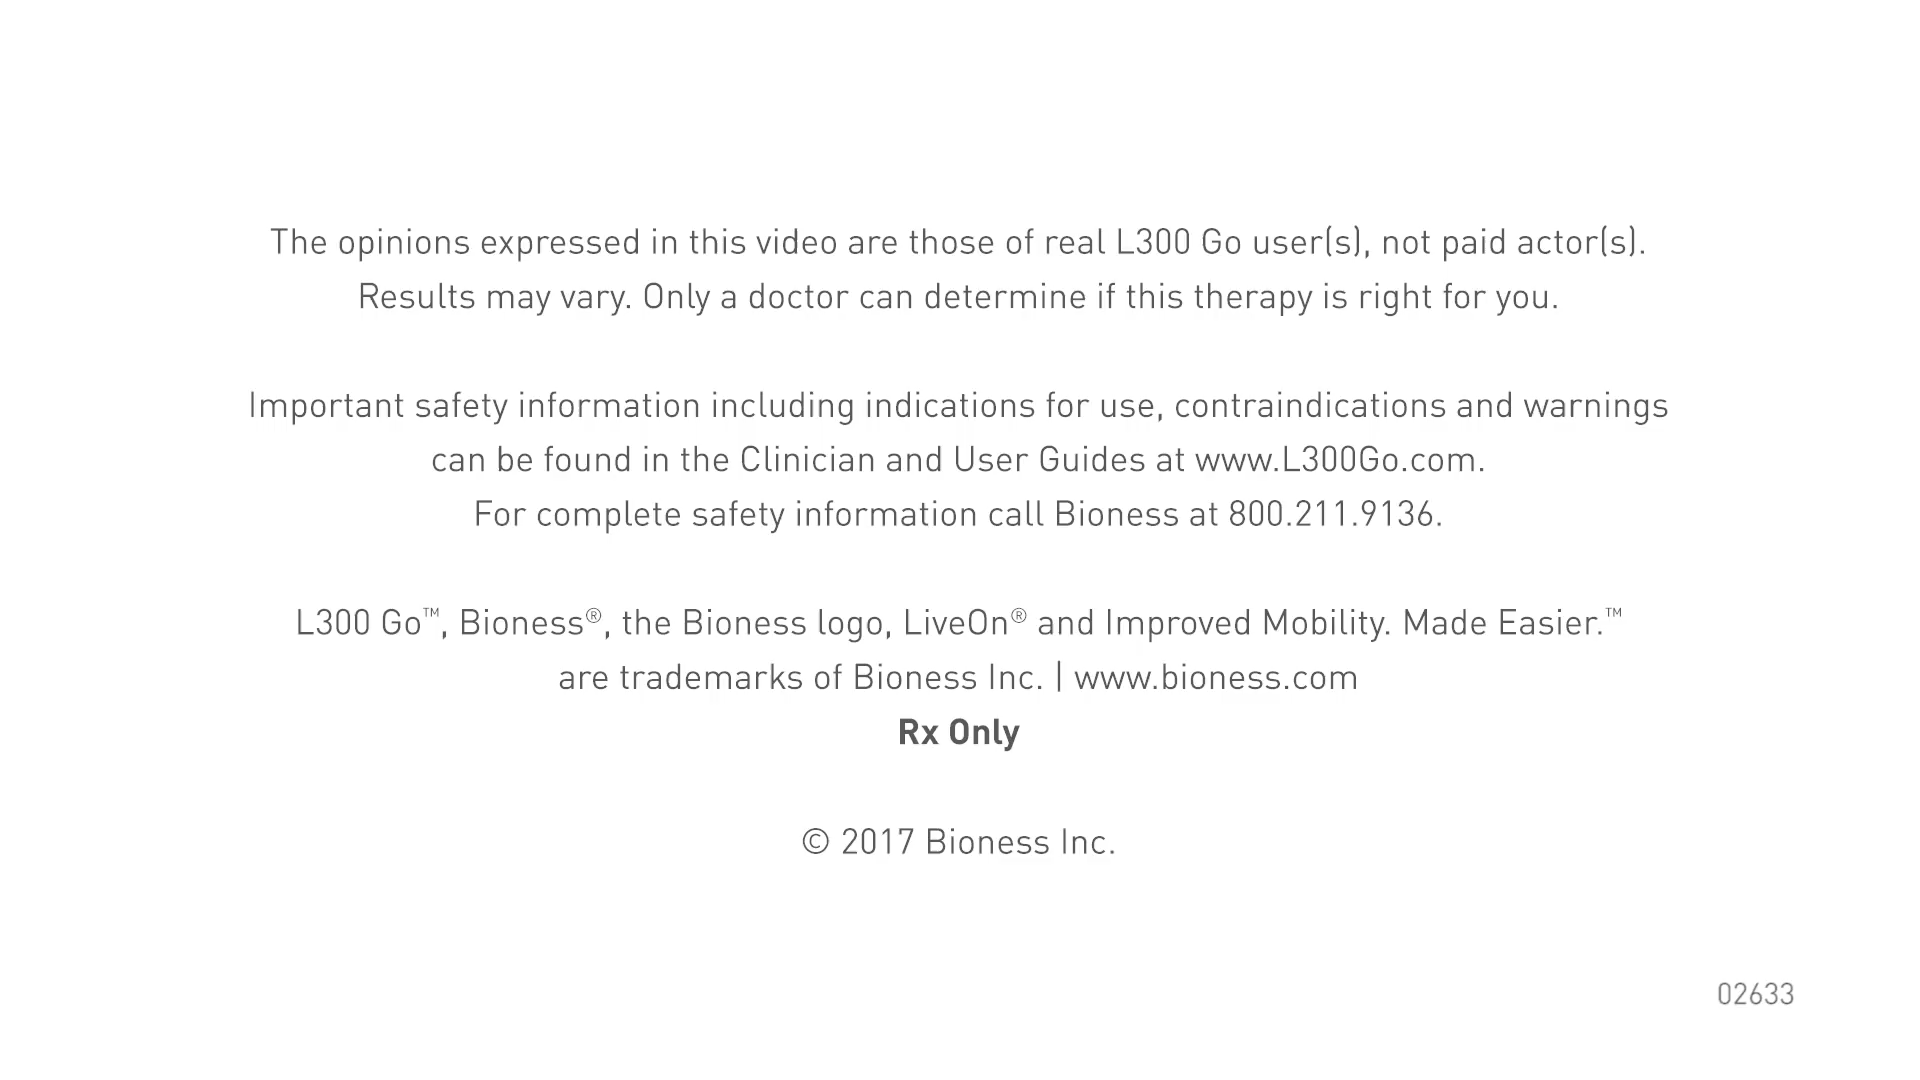 The opinions expressed in this video are those of real L300 Go user(s), not paid actor(s).
Results may vary. Only a doctor can determine if this therapy is right for you.
Important safety information including indications for use, contraindications and warnings
can be found in the Clinician and User Guides at www.L300Go.com.
For complete safety information call Bioness at 800.211.9136.
L300 Go™, Bioness®, the Bioness logo, LiveOn® and Improved Mobility. Made Easier.™
are trademarks of Bioness Inc. | www.bioness.com
Rx Only
© 2017 Bioness Inc.
02633